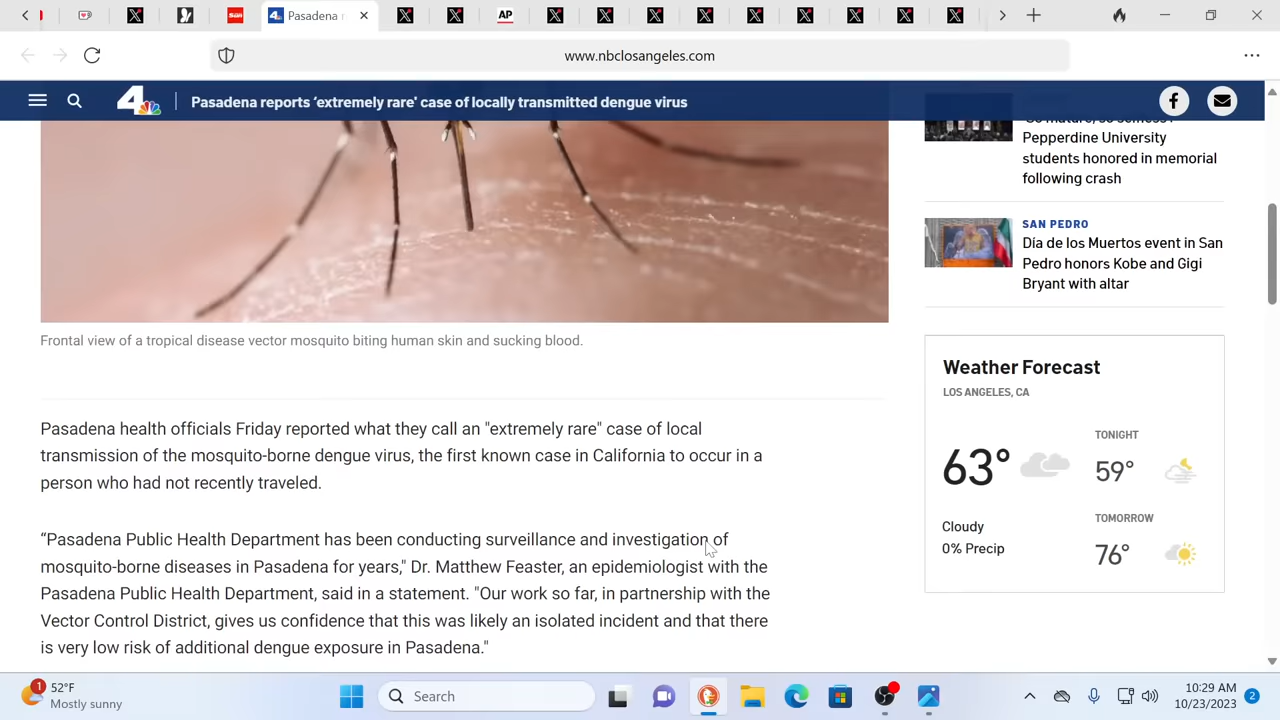 Pasadena r
AP
www.nbclosangeles.com
4
Pasadena reports ‘extremely rare’ case of locally transmitted dengue virus
Pepperdine University
students honored in memorial
following crash
SAN PEDRO
Día de los Muertos event in San
Pedro honors Kobe and Gigi
Bryant with altar
Frontal view of a tropical disease vector mosquito biting human skin and sucking blood.
Pasadena health officials Friday reported what they call an "extremely rare" case of local
transmission of the mosquito-borne dengue virus, the first known case in California to occur in a
person who had not recently traveled.
“Pasadena Public Health Department has been conducting surveillance and investigation of
mosquito-borne diseases in Pasadena for years," Dr. Matthew Feaster, an epidemiologist with the
Pasadena Public Health Department, said in a statement. "Our work so far, in partnership with the
Vector Control District, gives us confidence that this was likely an isolated incident and that there
is very low risk of additional dengue exposure in Pasadena."
Weather Forecast
LOS ANGELES, CA
63°
Cloudy
0% Precip
TONIGHT
59°
TOMORROW
76°
1
52°F
Mostly sunny
Search
10:29 AM
10/23/2023
2